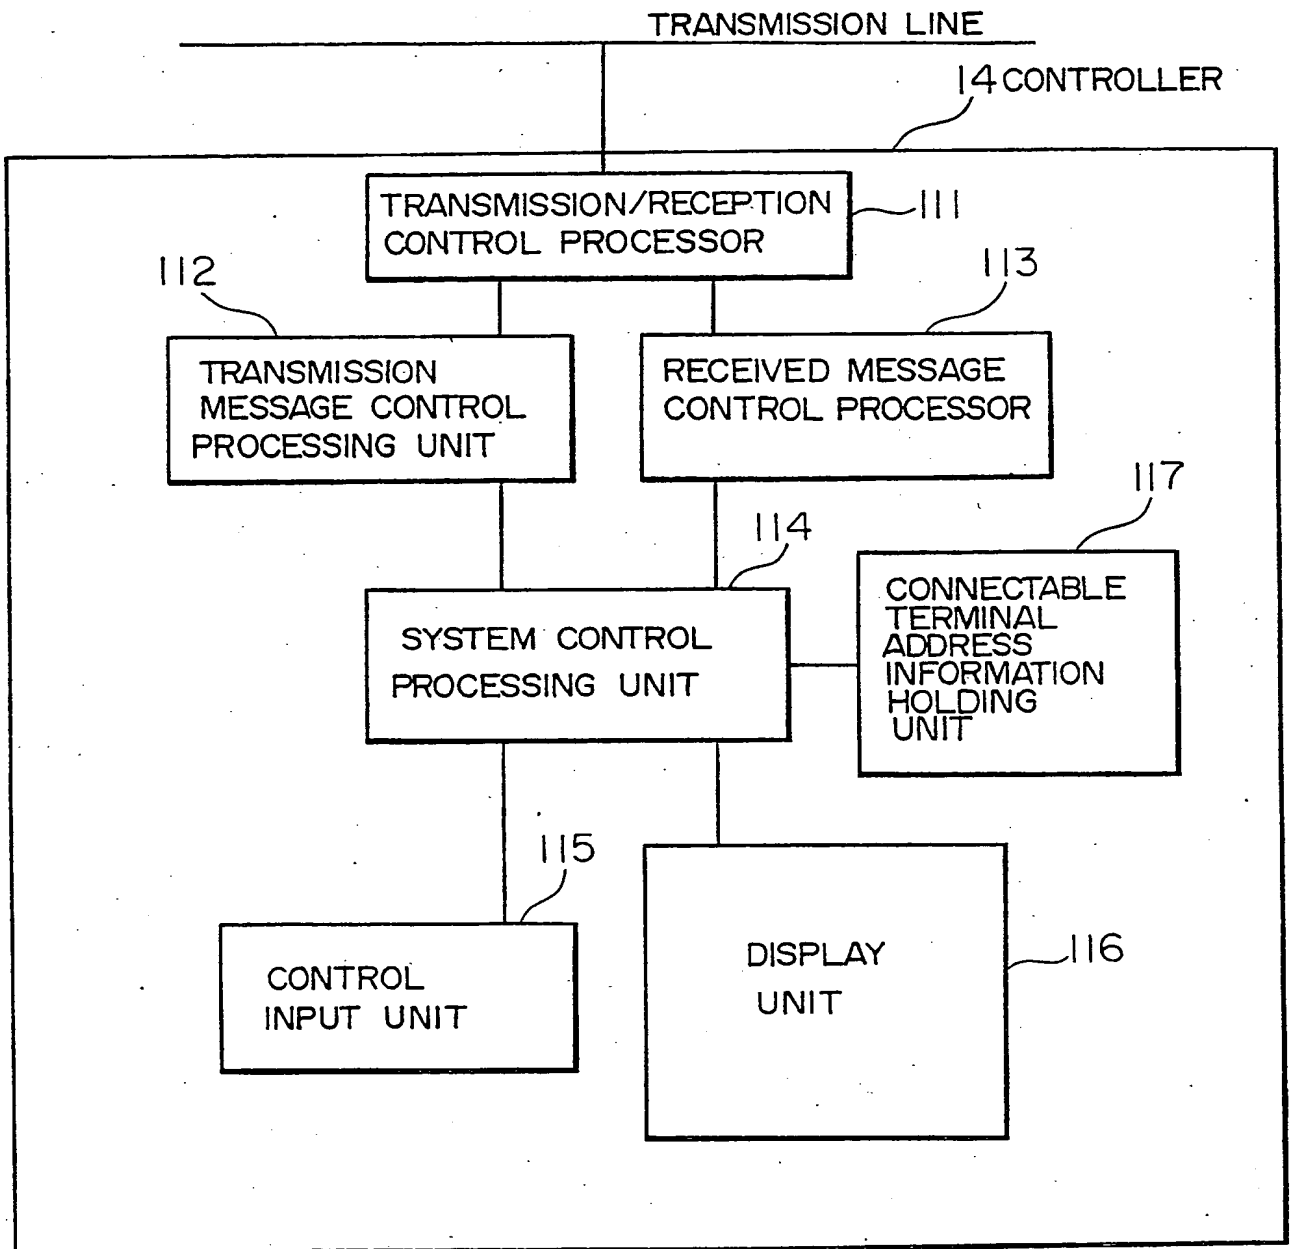 TRANSMISSION LINE
14 CONTROLLER
TRANSMISSION/RECEPTION
CONTROL PROCESSOR
111
112
113
TRANSMISSION
MESSAGE CONTROL
PROCESSING UNIT
RECEIVED MESSAGE
CONTROL PROCESSOR
117
114
CONNECTABLE
TERMINAL
ADDRESS
INFORMATION
HOLDING
UNIT
SYSTEM CONTROL
PROCESSING UNIT
115
CONTROL
INPUT UNIT
DISPLAY
UNIT
116